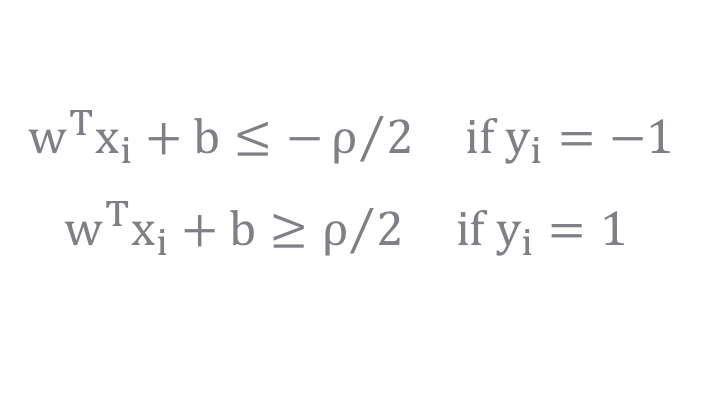 wᵀxᵢ + b ≤ − ρ/2 if yᵢ = −1
wᵀxᵢ + b ≥ ρ/2 if yᵢ = 1